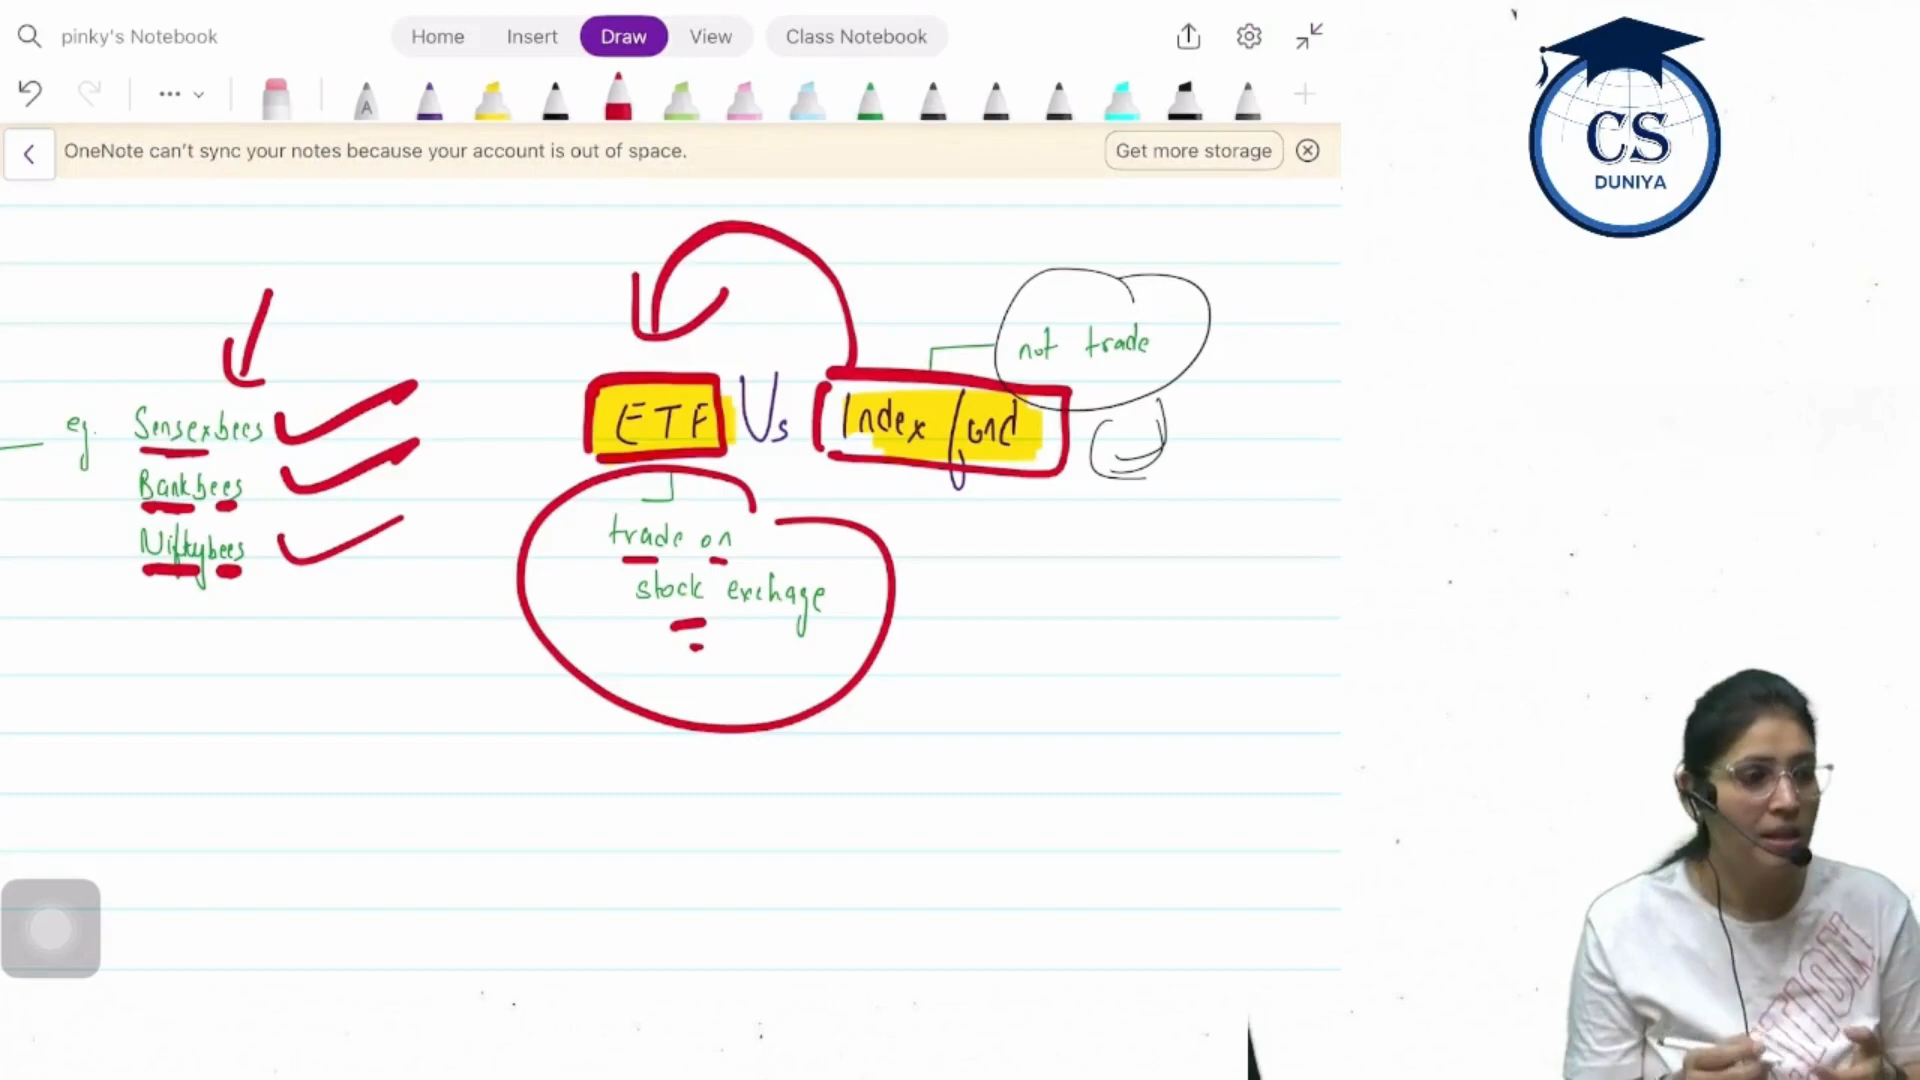 pinky's Notebook
Home Insert Draw View Class Notebook
A
OneNote can't sync your notes because your account is out of space.
Get more storage
CS
DUNIYA
not trade
ETF Vs Index fund
eg. Sensexbees
Bankbees
Niftybees
trade on
stock exchage